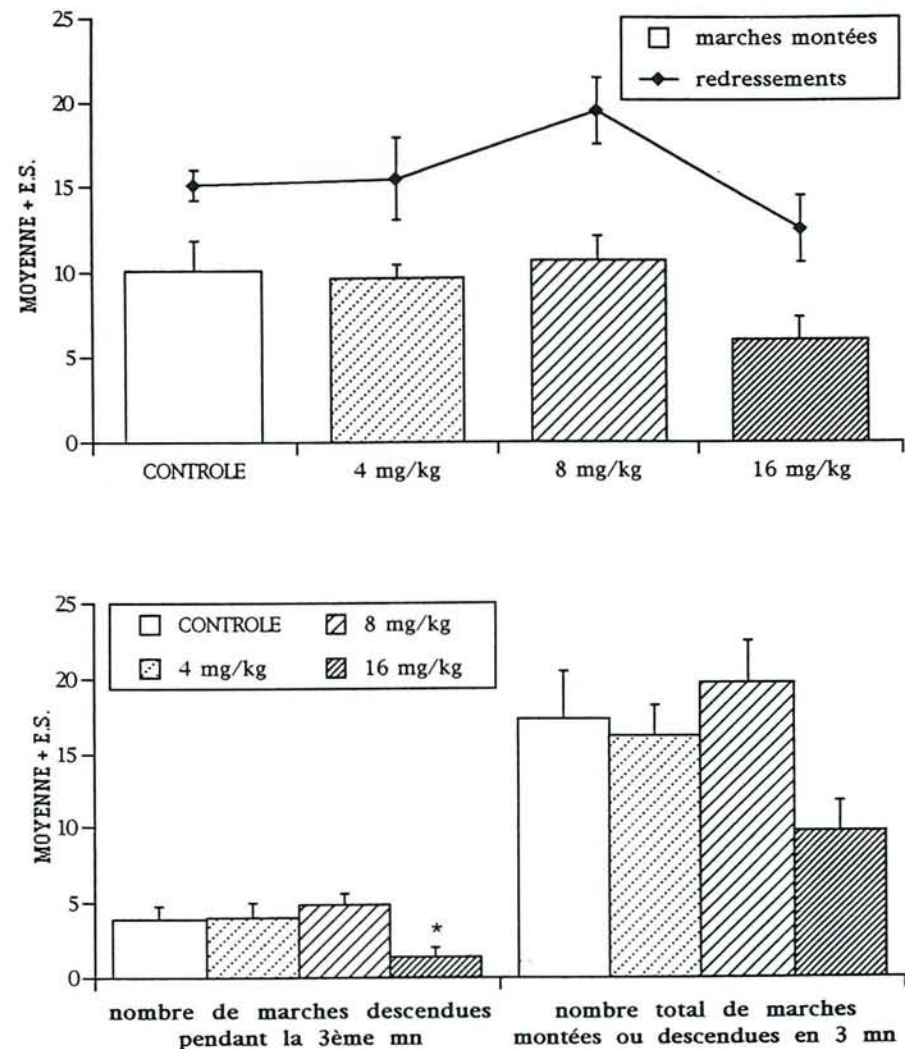 25
20
15
10
5
0
MOYENNE + E.S.
marches montées
redressements
CONTROLE
4 mg/kg
8 mg/kg
16 mg/kg
25
20
15
10
5
0
MOYENNE + E.S.
CONTROLE
8 mg/kg
4 mg/kg
16 mg/kg
*
nombre de marches descendues
pendant la 3ème mn
nombre total de marches
montées ou descendues en 3 mn